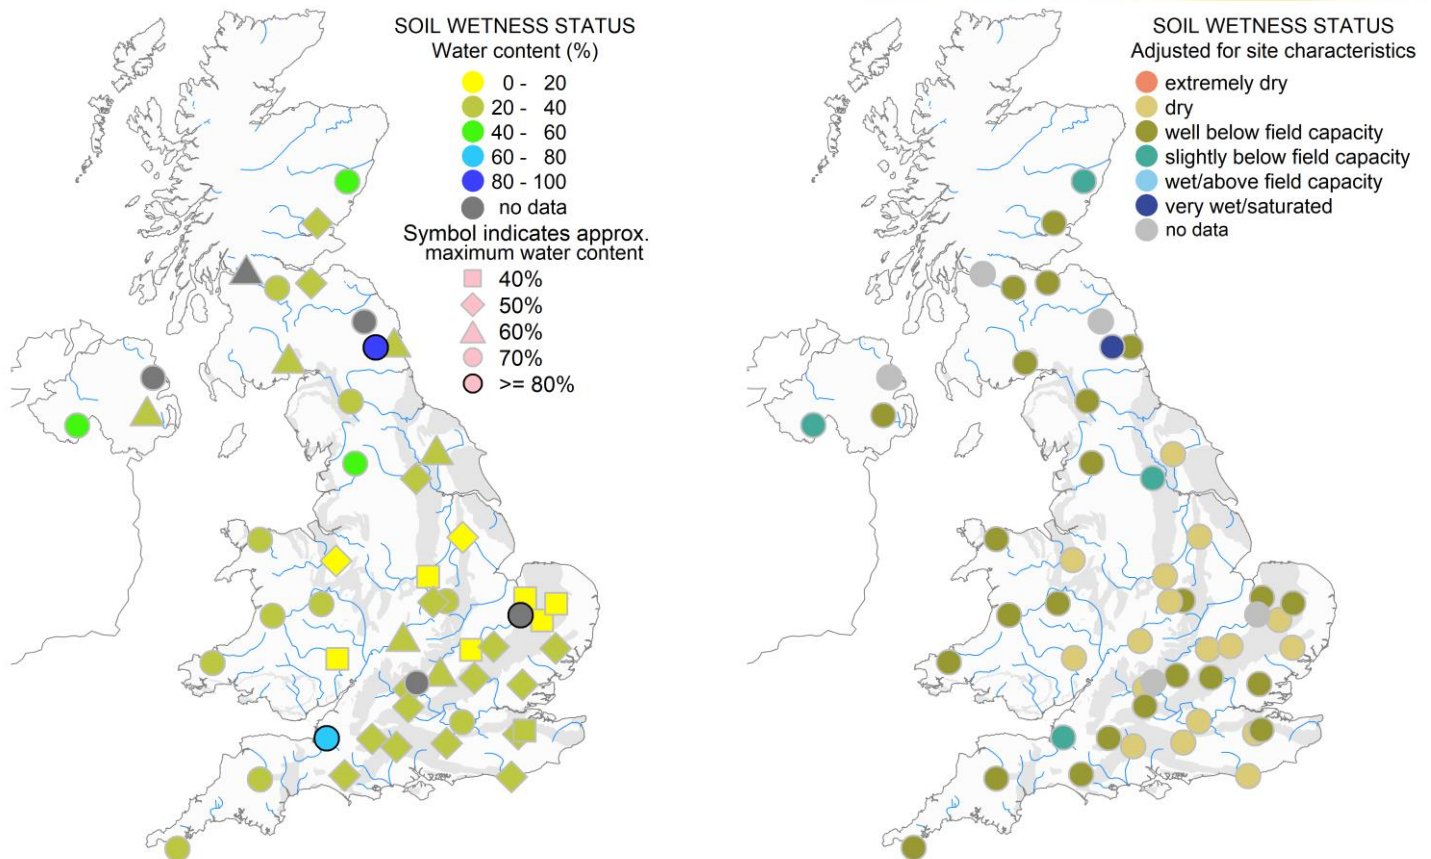 SOIL WETNESS STATUS
Water content (%)
0 - 20
20 - 40
40 - 60
60 - 80
80 - 100
no data
Symbol indicates approx.
maximum water content
40%
50%
60%
70%
>= 80%
SOIL WETNESS STATUS
Adjusted for site characteristics
extremely dry
dry
well below field capacity
slightly below field capacity
wet/above field capacity
very wet/saturated
no data